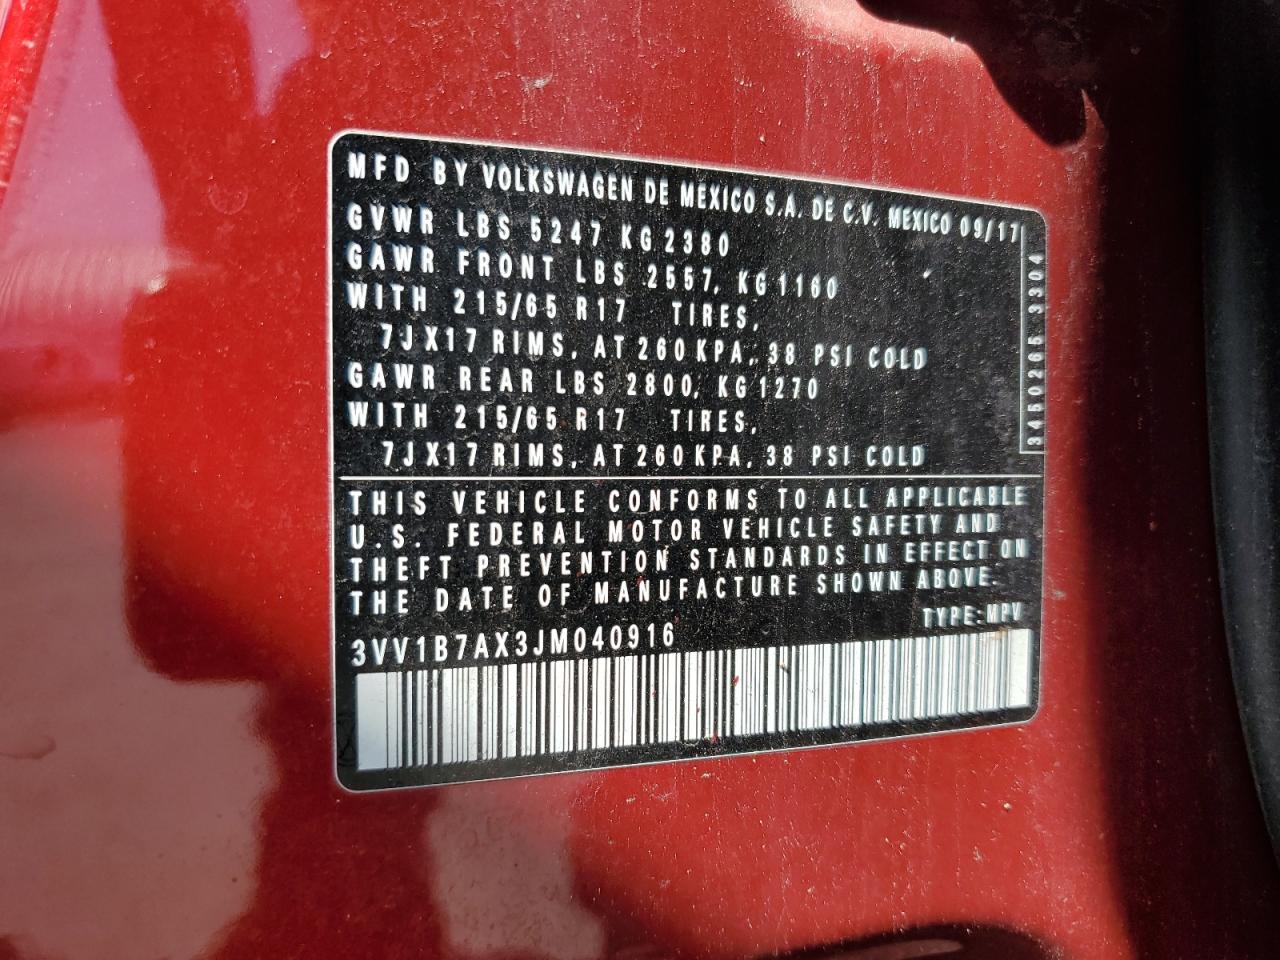 MFD BY VOLKSWAGEN DE MEXICO S.A. DE C.V. MEXICO 09/17
GVWR LBS 5247 KG 2380
GAWR FRONT LBS 2557, KG 1160
WITH 215/65 R17 TIRES,
7JX17 RIMS, AT 260 KPA, 38 PSI COLD
GAWR REAR LBS 2800, KG 1270
WITH 215/65 R17 TIRES,
7JX17 RIMS, AT 260 KPA, 38 PSI COLD
3450265 3304
THIS VEHICLE CONFORMS TO ALL APPLICABLE
U.S. FEDERAL MOTOR VEHICLE SAFETY AND
THEFT PREVENTION STANDARDS IN EFFECT ON
THE DATE OF MANUFACTURE SHOWN ABOVE.
TYPE: MPV
3VV1B7AX3JM040916